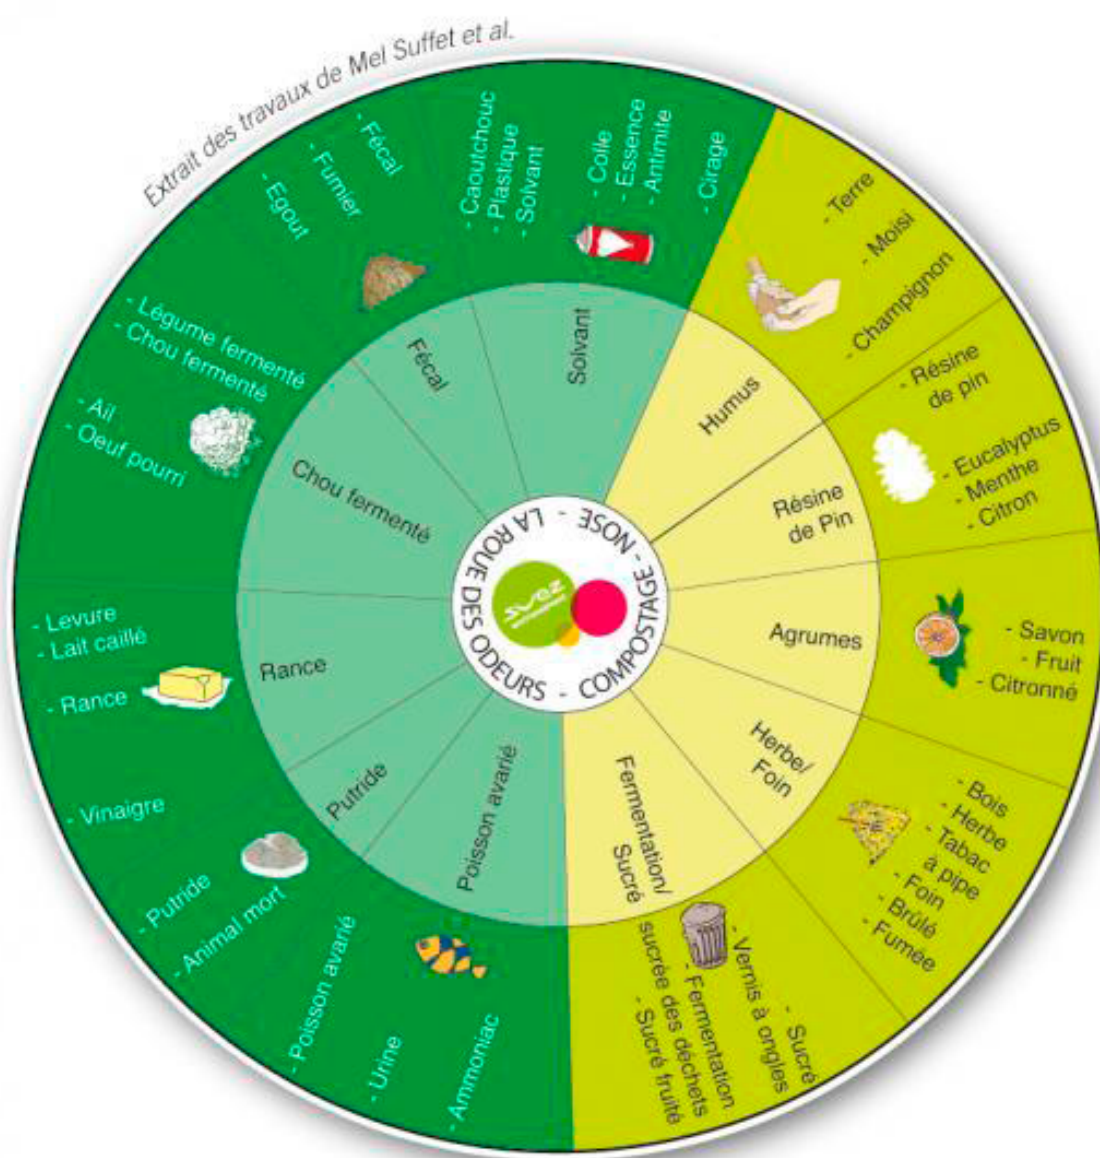 Extrait des travaux de Mel Suffet et al.
LA ROUE DES ODEURS - COMPOSTAGE - NOSE -
suez
Solvant
- Caoutchouc
- Plastique
- Solvant
- Colle
- Essence
- Antimite
- Cirage
Humus
- Terre
- Moisi
- Champignon
Résine
de Pin
- Résine
de pin
- Eucalyptus
- Menthe
- Citron
Agrumes
- Savon
- Fruit
- Citronné
Herbe/
Foin
- Bois
- Herbe
- Tabac
à pipe
- Foin
- Brûlé
- Fumée
Fermentation/
Sucré
- Sucré
- Vernis à ongles
- Fermentation
sucrée des déchets
- Sucré fruité
Poisson avarié
- Ammoniac
- Urine
- Poisson avarié
Putride
- Animal mort
- Putride
Rance
- Vinaigre
- Rance
- Levure
- Lait caillé
Chou fermenté
- Ail
- Oeuf pourri
- Légume fermenté
- Chou fermenté
Fécal
- Egout
- Fumier
- Fécal